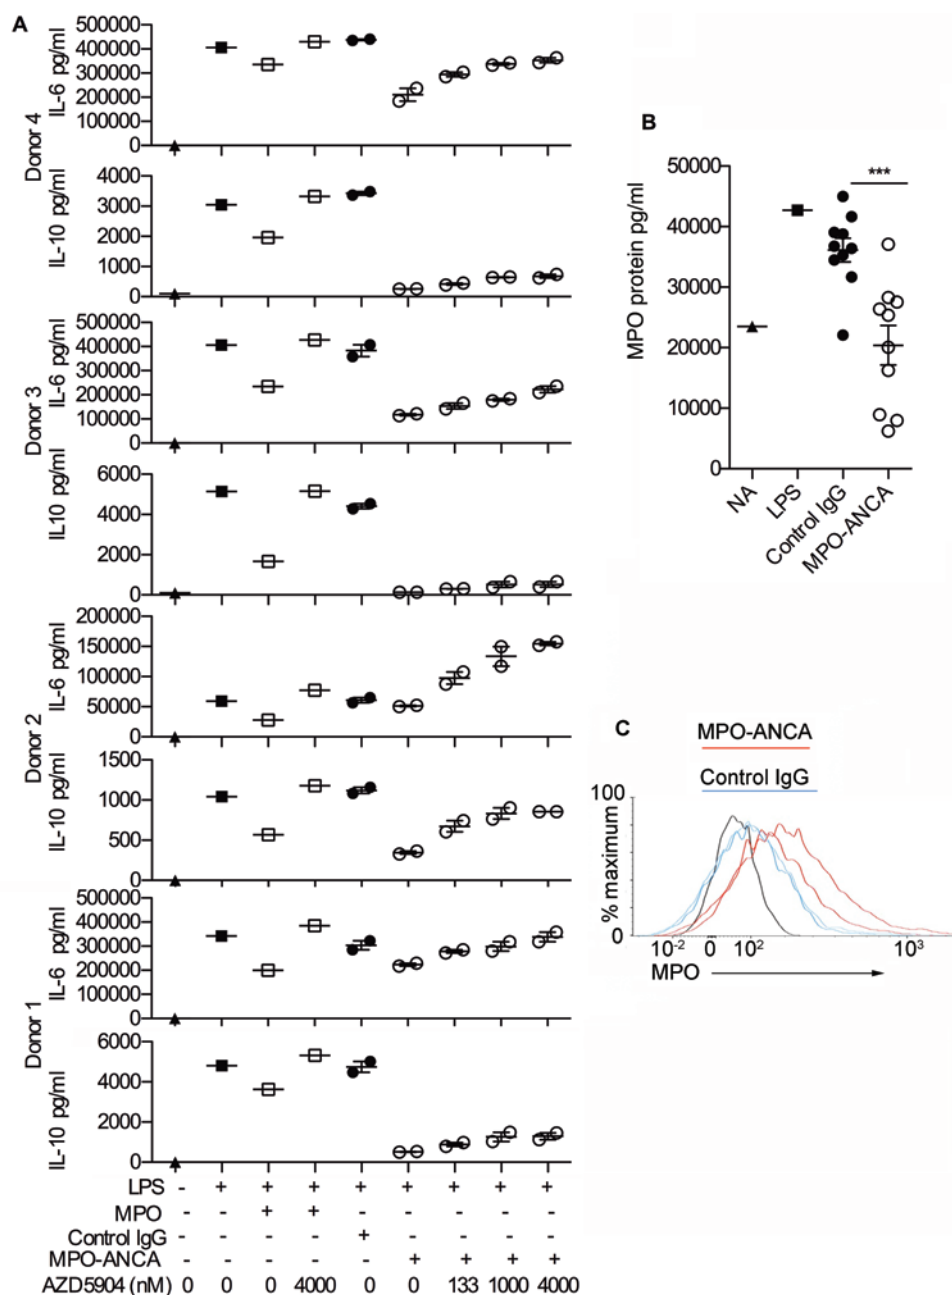 A
Donor 4
IL-6 pg/ml
500000
400000
300000
200000
100000
0
IL-10 pg/ml
4000
3000
2000
1000
0
Donor 3
IL-6 pg/ml
500000
400000
300000
200000
100000
0
IL10 pg/ml
6000
4000
2000
0
Donor 2
IL-6 pg/ml
200000
150000
100000
50000
0
IL-10 pg/ml
1500
1000
500
0
Donor 1
IL-6 pg/ml
500000
400000
300000
200000
100000
0
IL-10 pg/ml
6000
4000
2000
0
LPS - + + + + + + + +
MPO - - + + - - - - -
Control IgG - - - - + - - - -
MPO-ANCA - - - - - + + + +
AZD5904 (nM) 0 0 0 4000 0 0 133 1000 4000
B
MPO protein pg/ml
50000
40000
30000
20000
10000
0
***
NA
LPS
Control IgG
MPO-ANCA
C
MPO-ANCA
Control IgG
% maximum
100
0
10-2 0 102 103
MPO